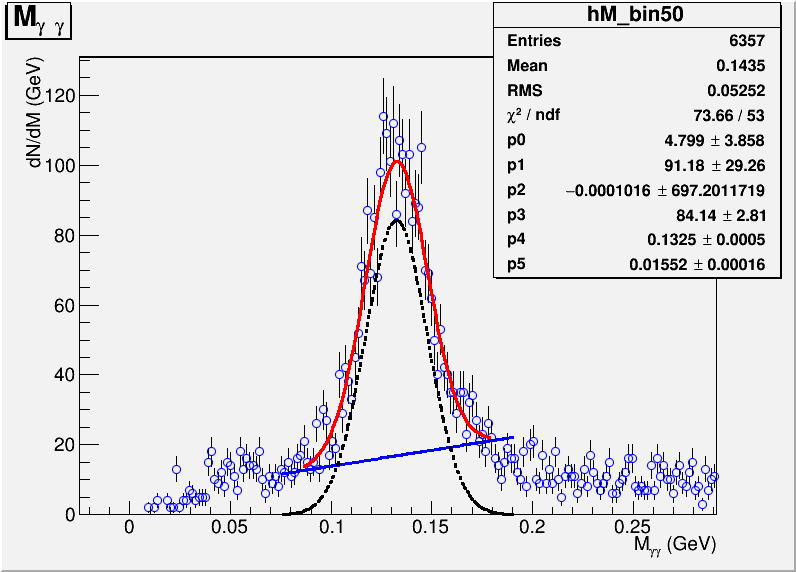 Mγ γ
hM_bin50
Entries 6357
Mean 0.1435
RMS 0.05252
χ² / ndf 73.66 / 53
p0 4.799 ± 3.858
p1 91.18 ± 29.26
p2 −0.0001016 ± 697.2011719
p3 84.14 ± 2.81
p4 0.1325 ± 0.0005
p5 0.01552 ± 0.00016
dN/dM (GeV)
120
100
80
60
40
20
0
0 0.05 0.1 0.15 0.2 0.25
Mγγ (GeV)